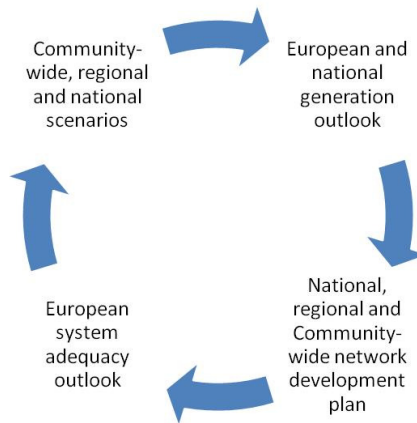 Community-
wide, regional
and national
scenarios
European and
national
generation
outlook
National,
regional and
Community-
wide network
development
plan
European
system
adequacy
outlook